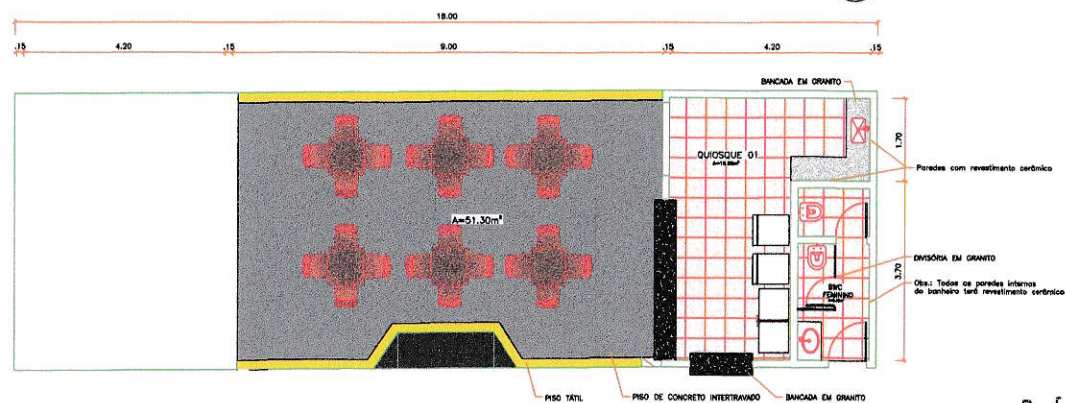 18.00
.15 4.20 .15 9.00 .15 4.20 .15
BANCADA EM GRANITO
QUIOSQUE 01
1.70
Paredes com revestimento cerâmico
A=51.30m²
DIVISÓRIA EM GRANITO
3.70
Obs.: Todas as paredes internas
do banheiro terá revestimento cerâmico
BWC
FEMININO
PISO TÁTIL
PISO DE CONCRETO INTERTRAVADO
BANCADA EM GRANITO